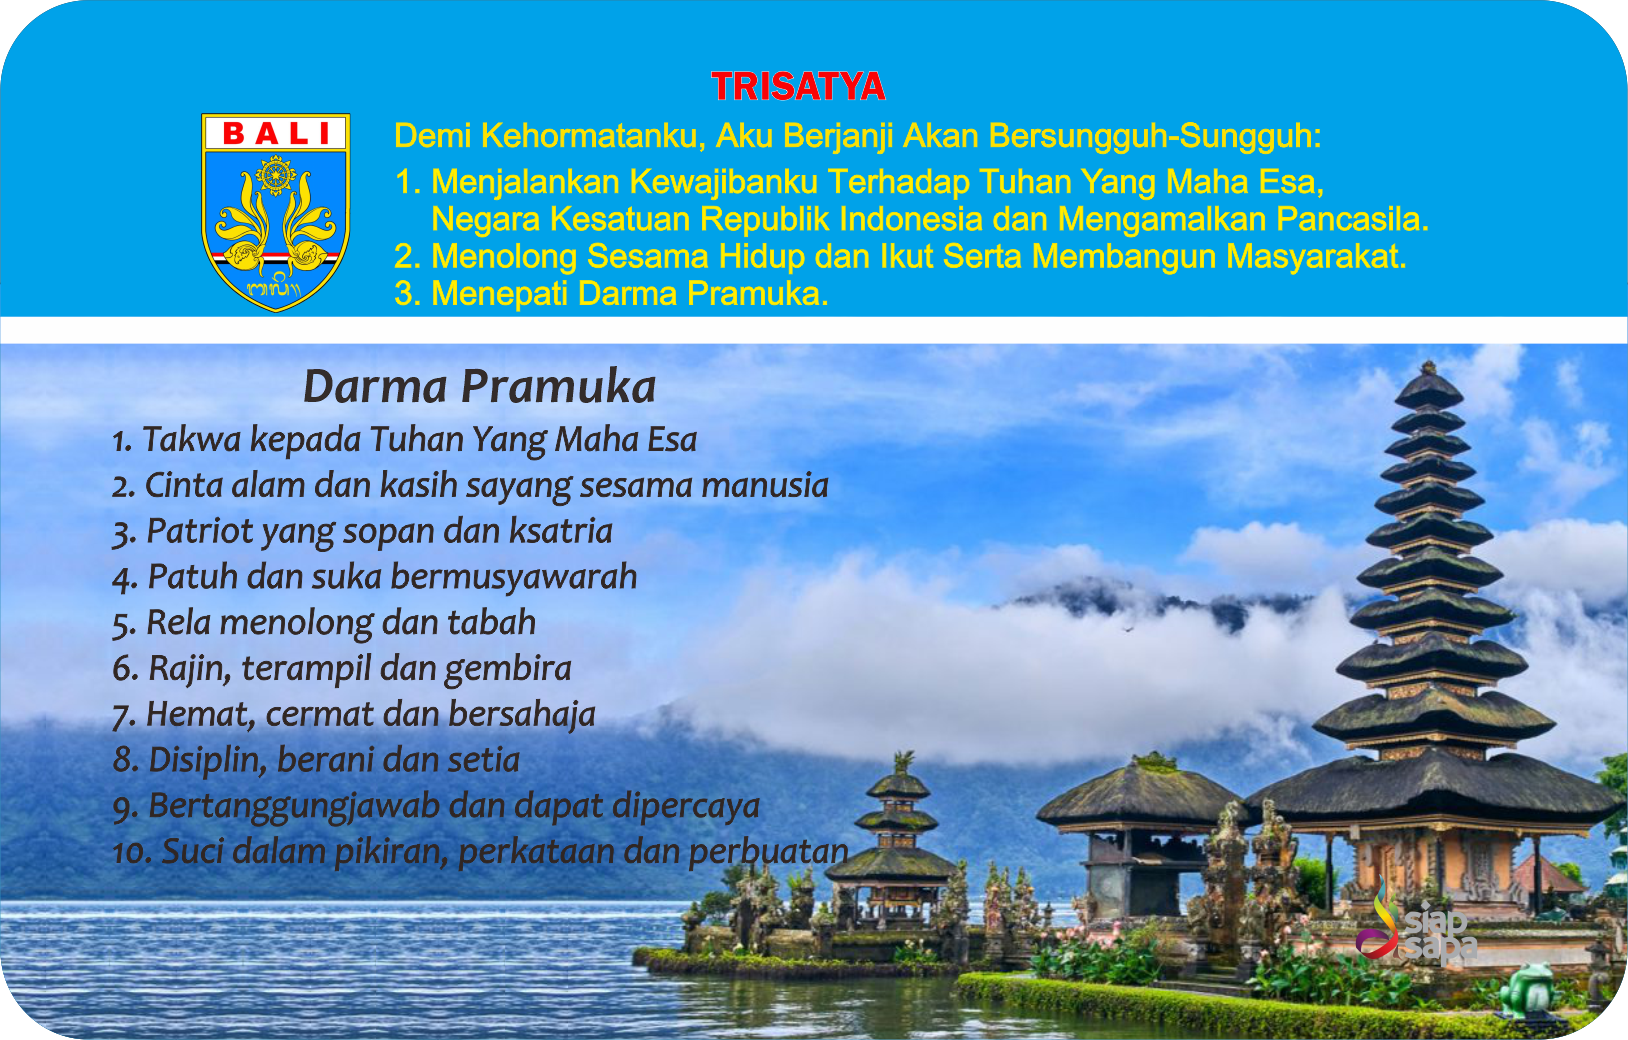 TRISATYA
BALI
Demi Kehormatanku, Aku Berjanji Akan Bersungguh-Sungguh:
1. Menjalankan Kewajibanku Terhadap Tuhan Yang Maha Esa,
Negara Kesatuan Republik Indonesia dan Mengamalkan Pancasila.
2. Menolong Sesama Hidup dan Ikut Serta Membangun Masyarakat.
3. Menepati Darma Pramuka.
Darma Pramuka
1. Takwa kepada Tuhan Yang Maha Esa
2. Cinta alam dan kasih sayang sesama manusia
3. Patriot yang sopan dan ksatria
4. Patuh dan suka bermusyawarah
5. Rela menolong dan tabah
6. Rajin, terampil dan gembira
7. Hemat, cermat dan bersahaja
8. Disiplin, berani dan setia
9. Bertanggungjawab dan dapat dipercaya
10. Suci dalam pikiran, perkataan dan perbuatan
siap
sapa